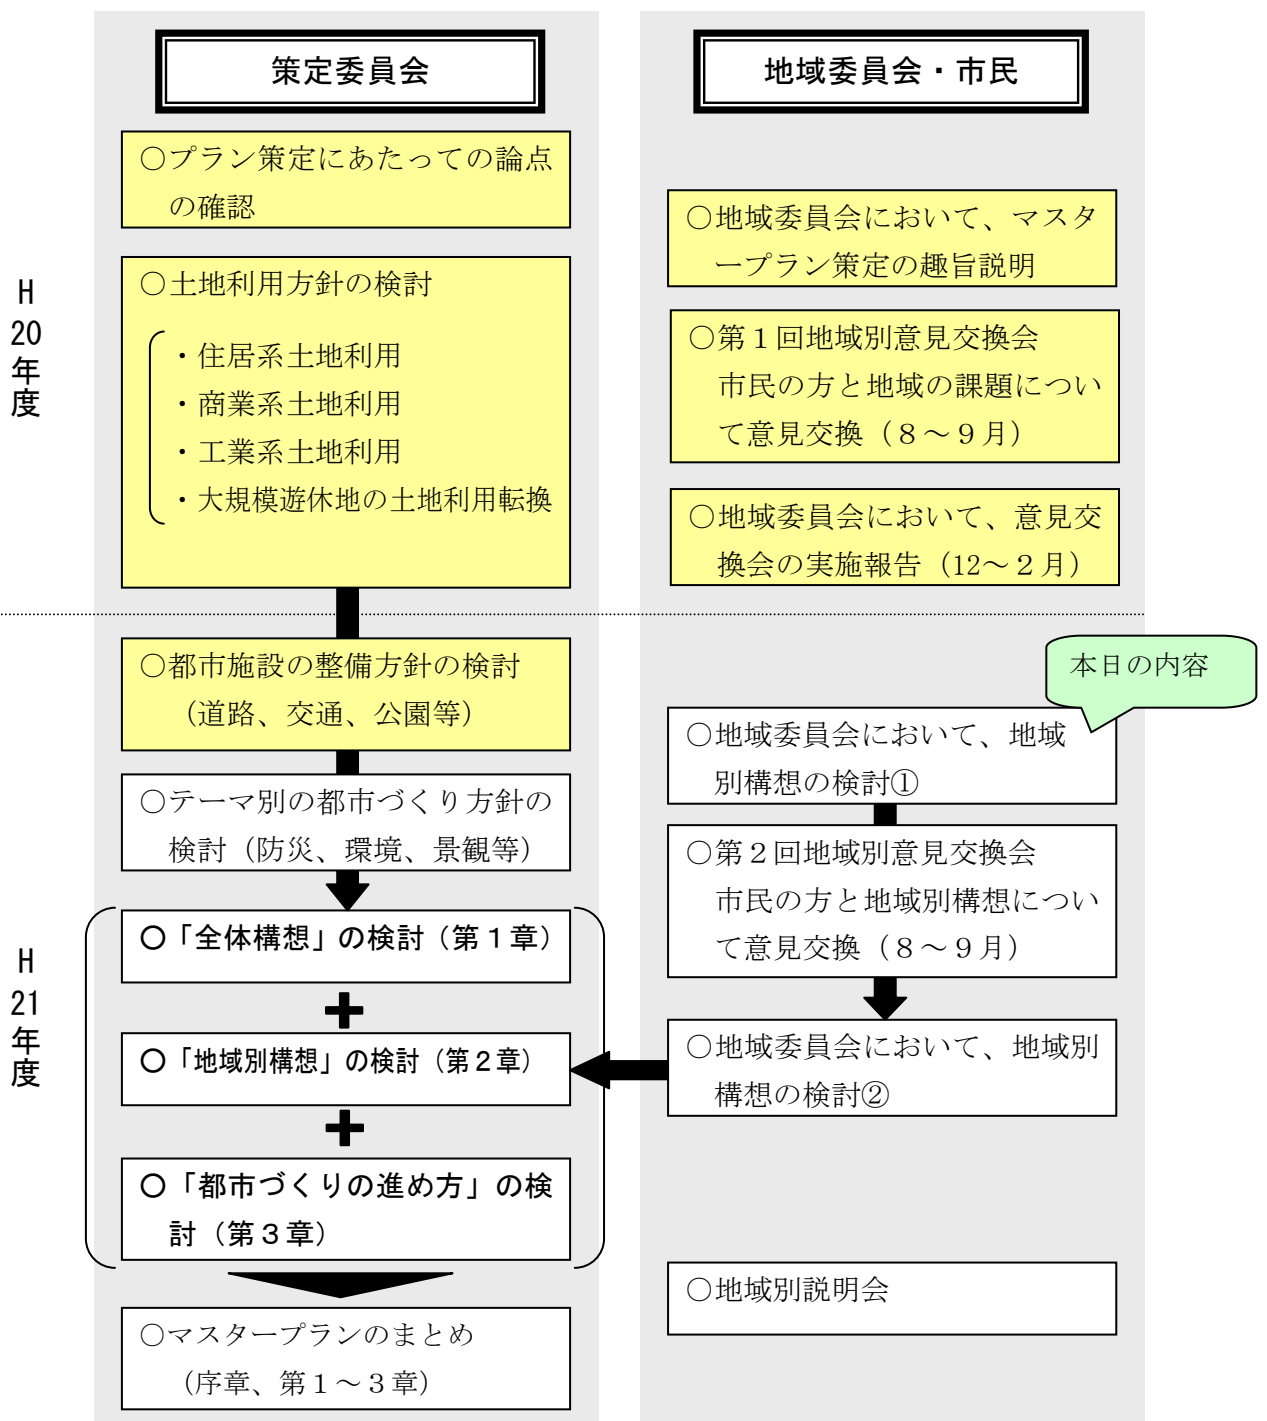 策定委員会
○プラン策定にあたっての論点
の確認
○土地利用方針の検討
・住居系土地利用
・商業系土地利用
・工業系土地利用
・大規模遊休地の土地利用転換
地域委員会・市民
○地域委員会において、マスタ
ープラン策定の趣旨説明
○第１回地域別意見交換会
市民の方と地域の課題につい
て意見交換（８～９月）
○地域委員会において、意見交
換会の実施報告（12～２月）
H
20
年
度
○都市施設の整備方針の検討
（道路、交通、公園等）
○テーマ別の都市づくり方針の
検討（防災、環境、景観等）
○「全体構想」の検討（第１章）
＋
○「地域別構想」の検討（第２章）
＋
○「都市づくりの進め方」の検
討（第３章）
○マスタープランのまとめ
（序章、第１～３章）
本日の内容
○地域委員会において、地域
別構想の検討①
○第２回地域別意見交換会
市民の方と地域別構想につい
て意見交換（８～９月）
○地域委員会において、地域別
構想の検討②
○地域別説明会
H
21
年
度